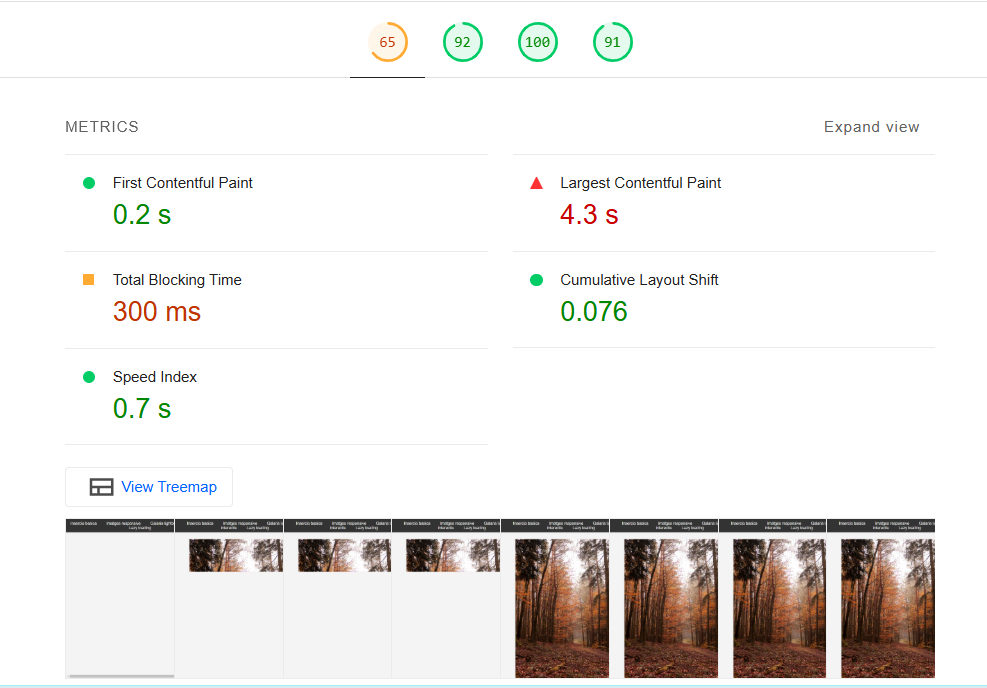 65 92 100 91
METRICS Expand view
First Contentful Paint
0.2 s
Largest Contentful Paint
4.3 s
Total Blocking Time
300 ms
Cumulative Layout Shift
0.076
Speed Index
0.7 s
View Treemap